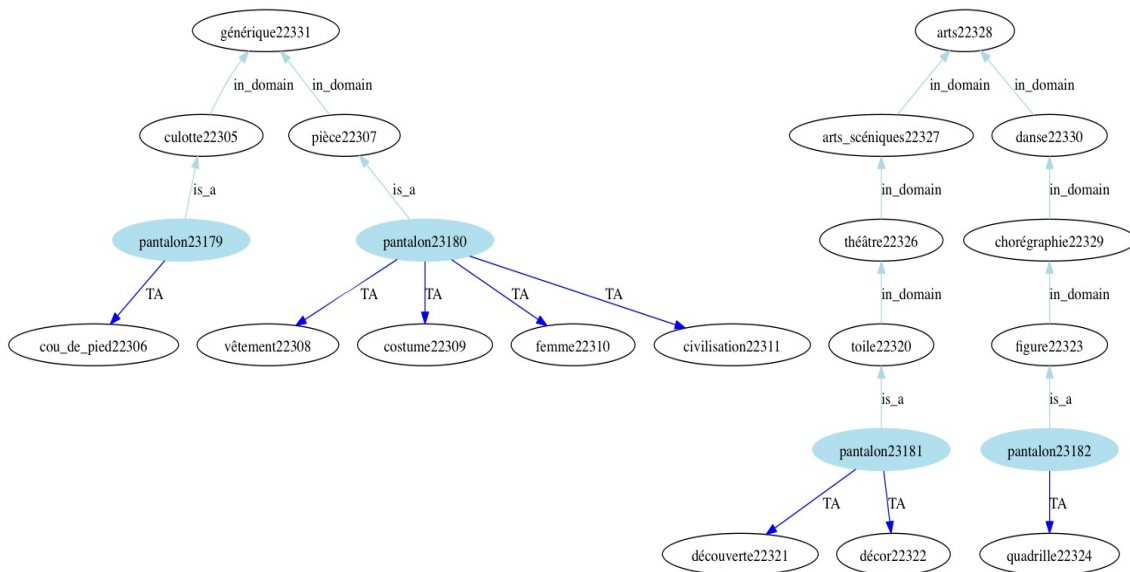 générique22331 arts22328
in_domain in_domain in_domain in_domain
culotte22305 pièce22307 arts_scéniques22327 danse22330
is_a is_a in_domain in_domain
pantalon23179 pantalon23180 théâtre22326 chorégraphie22329
TA TA TA TA TA in_domain in_domain
cou_de_pied22306 vêtement22308 costume22309 femme22310 civilisation22311 toile22320 figure22323
is_a is_a
pantalon23181 pantalon23182
TA TA TA
découverte22321 décor22322 quadrille22324